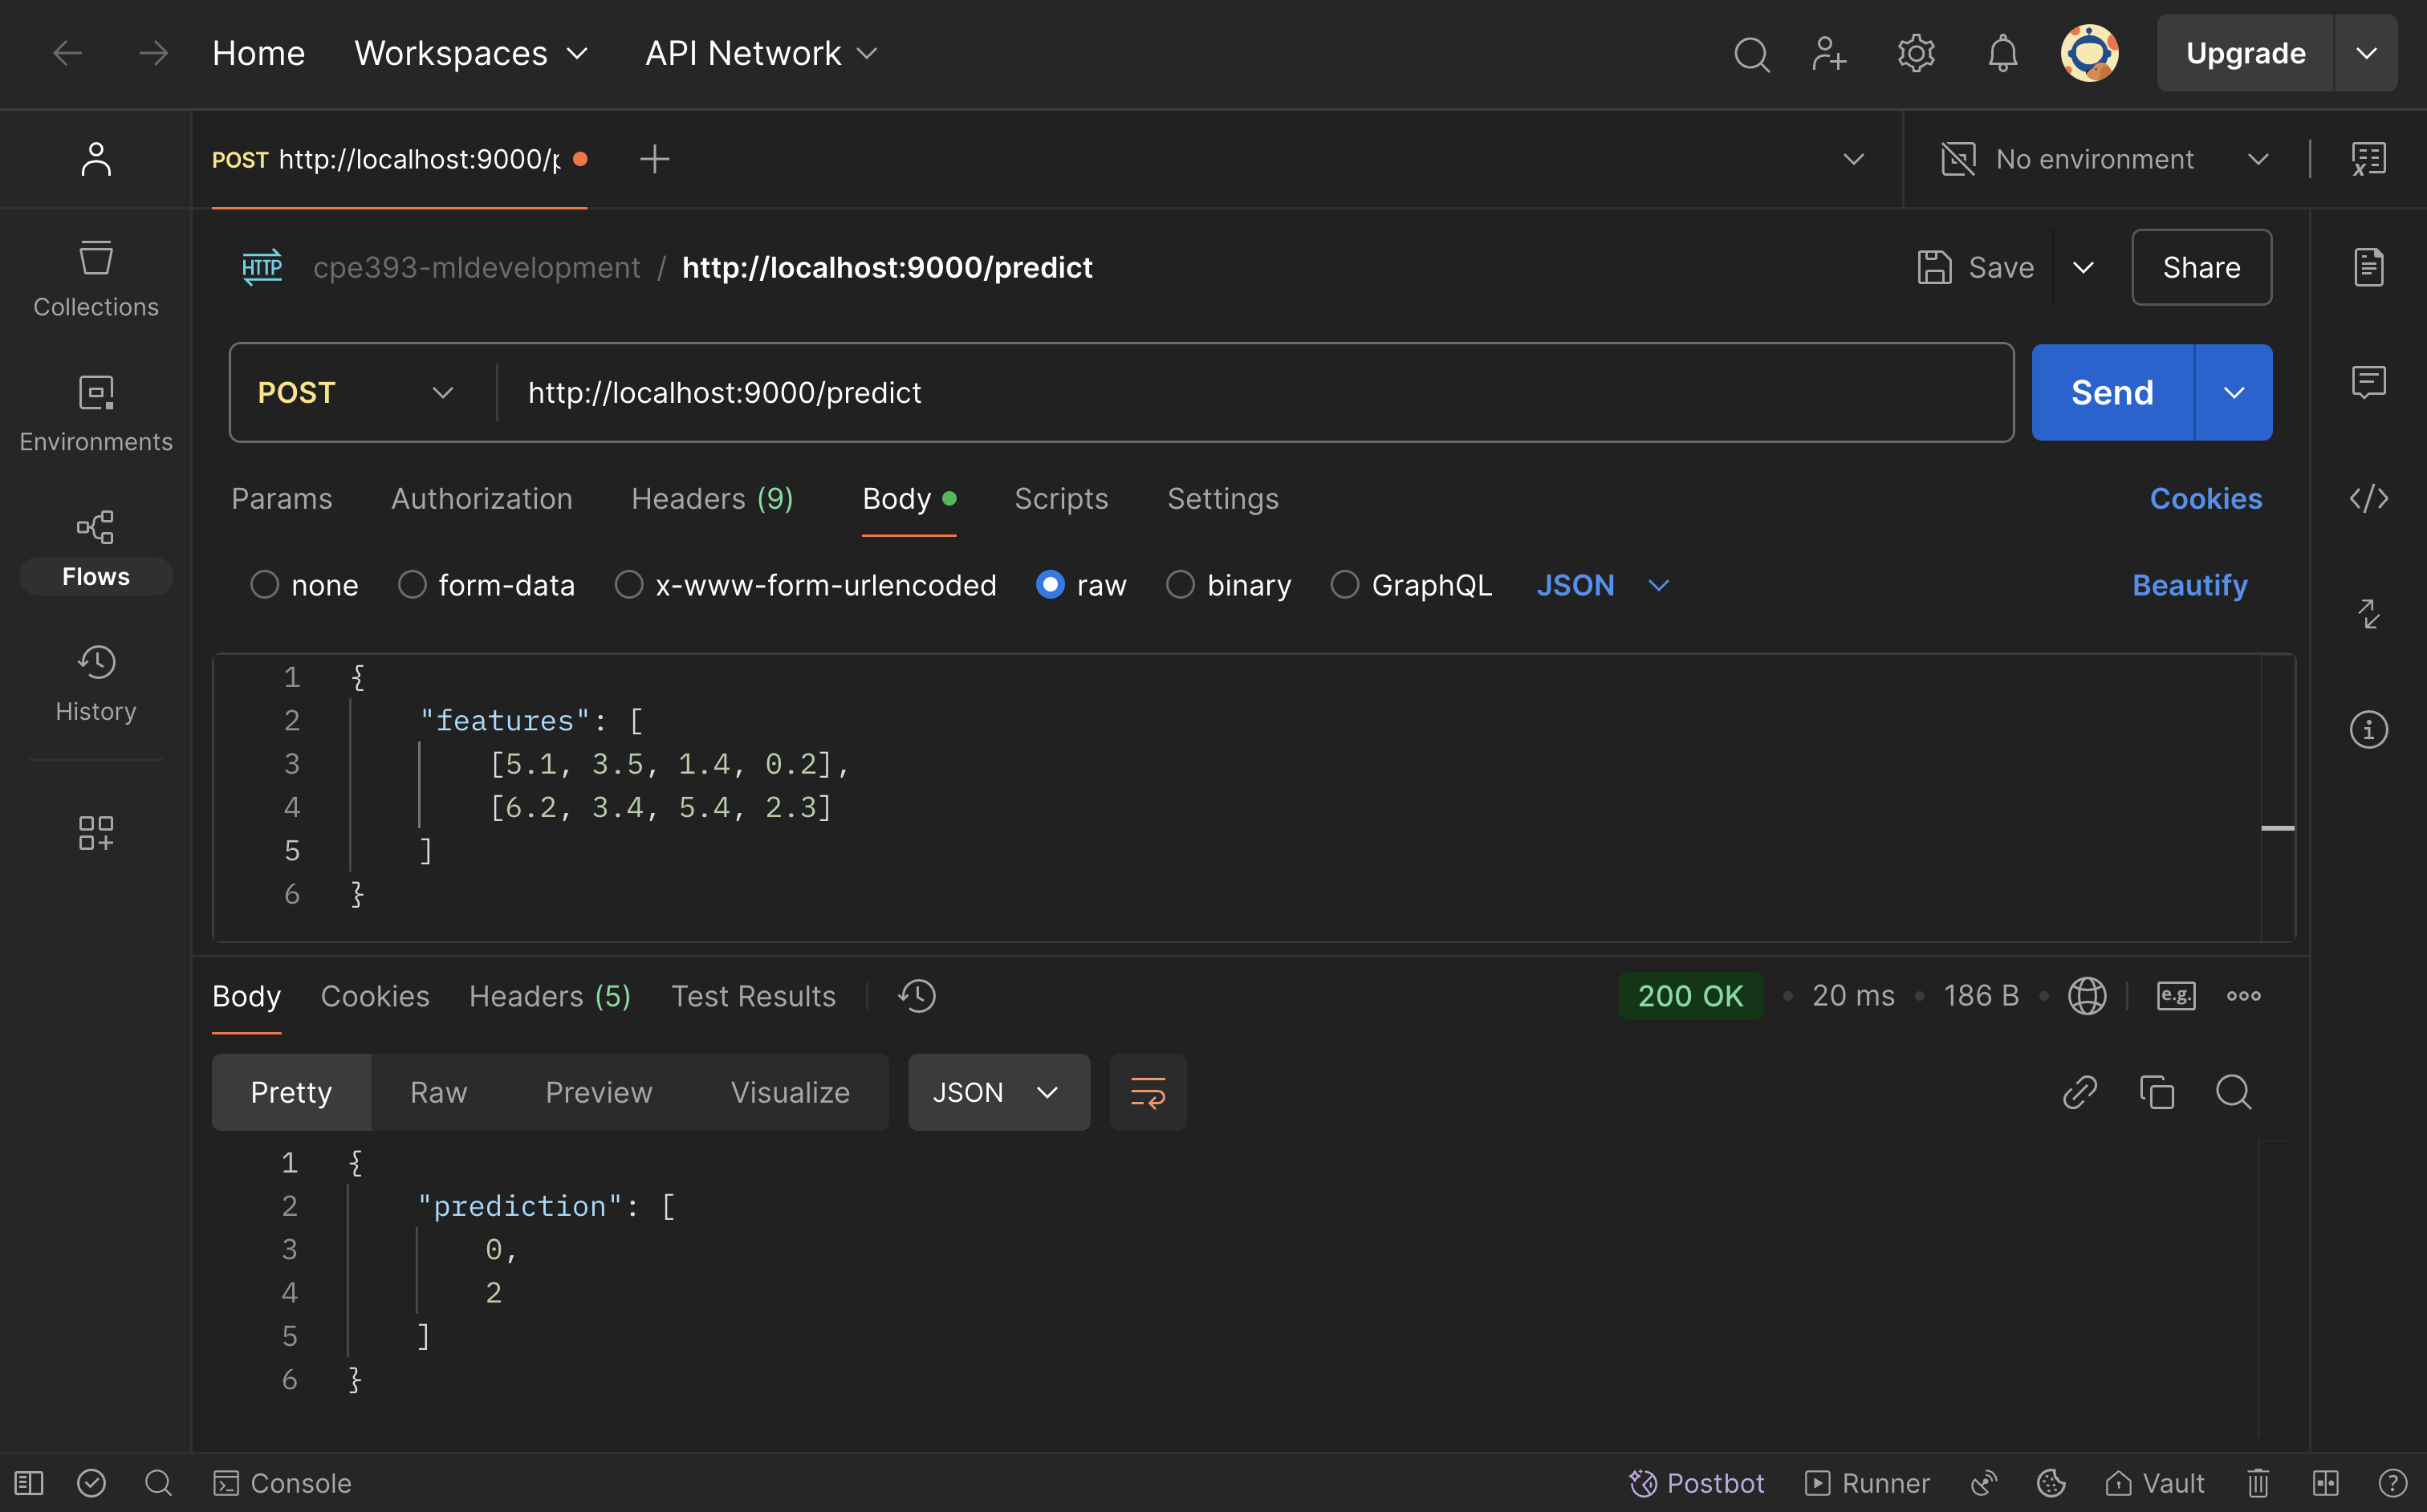 Home Workspaces API Network Upgrade
POST http://localhost:9000/p No environment
HTTP cpe393-mldevelopment / http://localhost:9000/predict Save Share
Collections
POST http://localhost:9000/predict Send
Environments
Params Authorization Headers (9) Body Scripts Settings Cookies
Flows
none form-data x-www-form-urlencoded raw binary GraphQL JSON Beautify
History
1 {
2 "features": [
3 [5.1, 3.5, 1.4, 0.2],
4 [6.2, 3.4, 5.4, 2.3]
5 ]
6 }
Body Cookies Headers (5) Test Results 200 OK • 20 ms • 186 B • e.g.
Pretty Raw Preview Visualize JSON
1 {
2 "prediction": [
3 0,
4 2
5 ]
6 }
Console Postbot Runner Vault